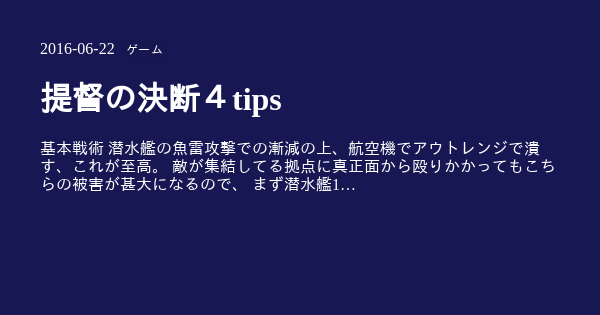 2016-06-22 ゲーム
提督の決断４tips
基本戦術 潜水艦の魚雷攻撃での漸減の上、航空機でアウトレンジで潰
す、これが至高。 敵が集結してる拠点に真正面から殴りかかってもこち
らの被害が甚大になるので、 まず潜水艦1…